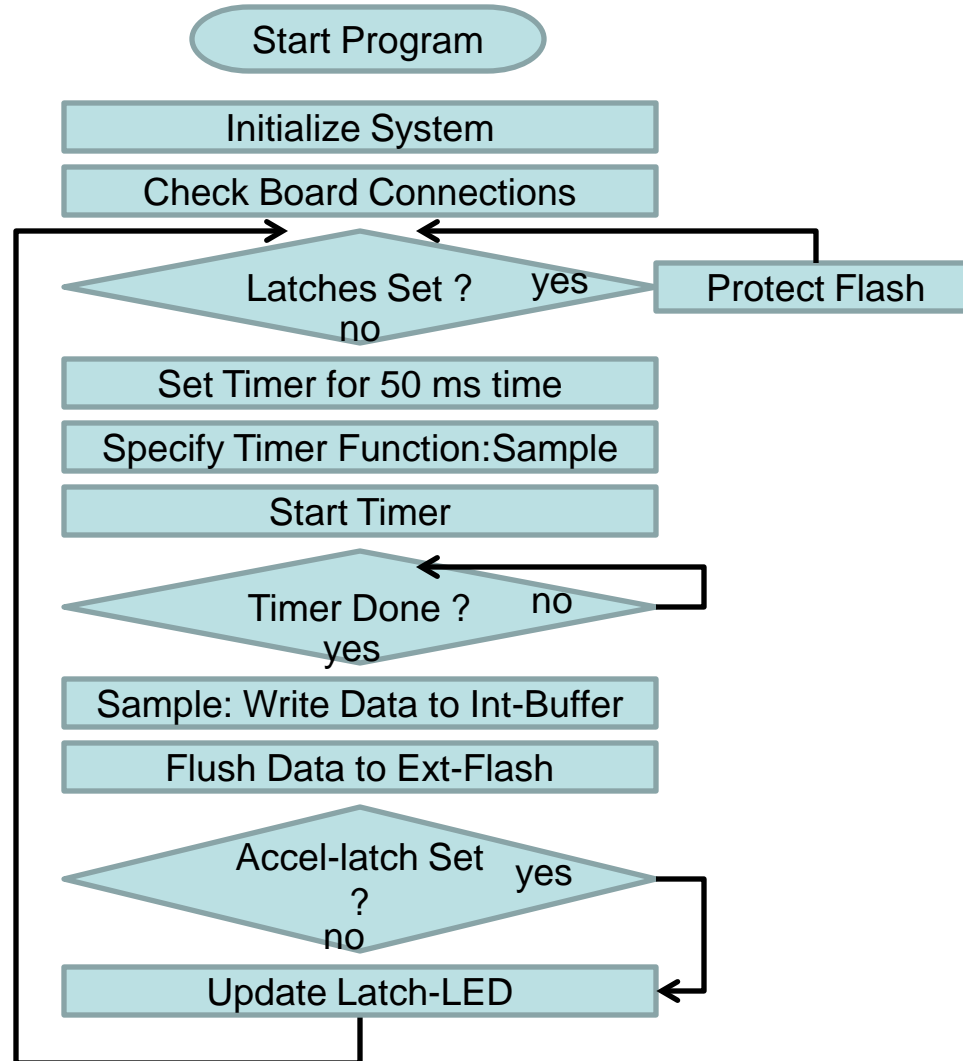 Start Program
Initialize System
Check Board Connections
Latches Set ?
yes
no
Protect Flash
Set Timer for 50 ms time
Specify Timer Function:Sample
Start Timer
Timer Done ?
no
yes
Sample: Write Data to Int-Buffer
Flush Data to Ext-Flash
Accel-latch Set
?
yes
no
Update Latch-LED